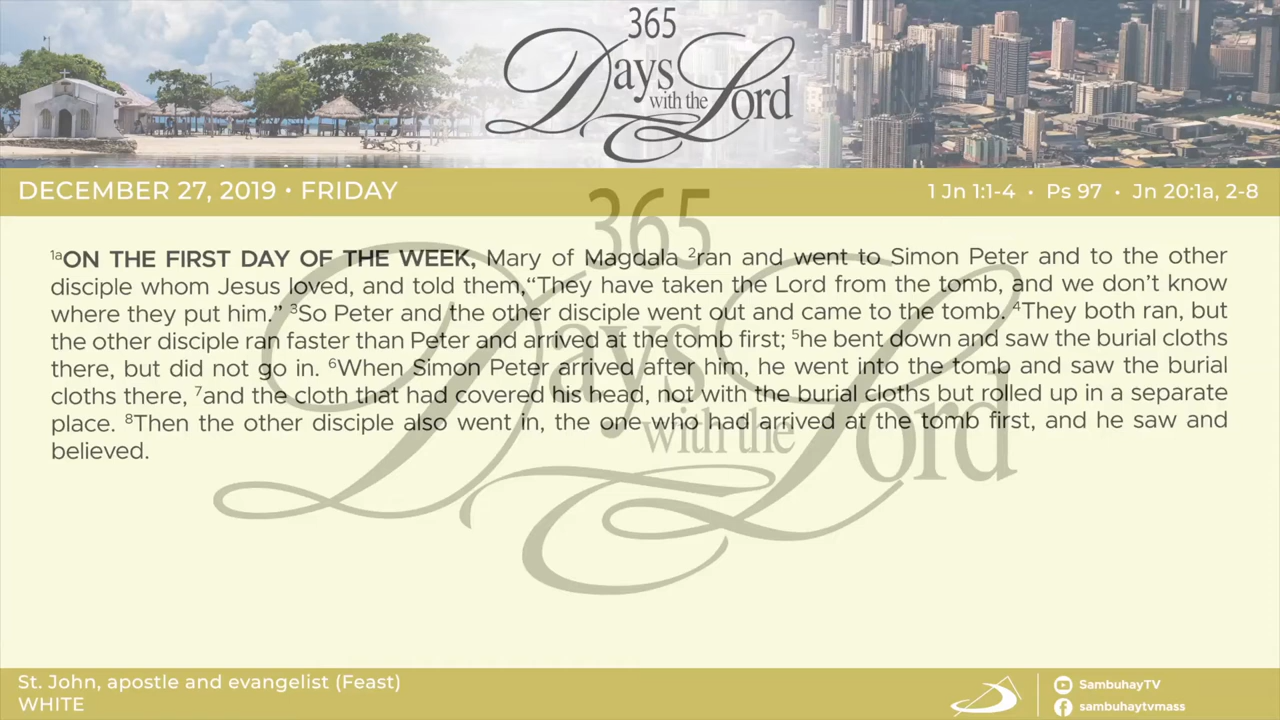 365
Days
with the
Lord
DECEMBER 27, 2019 • FRIDAY
1 Jn 1:1-4 • Ps 97 • Jn 20:1a, 2-8
365
Days
with the
Lord
1aON THE FIRST DAY OF THE WEEK, Mary of Magdala 2ran and went to Simon Peter and to the other
disciple whom Jesus loved, and told them,“They have taken the Lord from the tomb, and we don’t know
where they put him.” 3So Peter and the other disciple went out and came to the tomb. 4They both ran, but
the other disciple ran faster than Peter and arrived at the tomb first; 5he bent down and saw the burial cloths
there, but did not go in. 6When Simon Peter arrived after him, he went into the tomb and saw the burial
cloths there, 7and the cloth that had covered his head, not with the burial cloths but rolled up in a separate
place. 8Then the other disciple also went in, the one who had arrived at the tomb first, and he saw and
believed.
St. John, apostle and evangelist (Feast)
WHITE
SambuhayTV
sambuhaytvmass